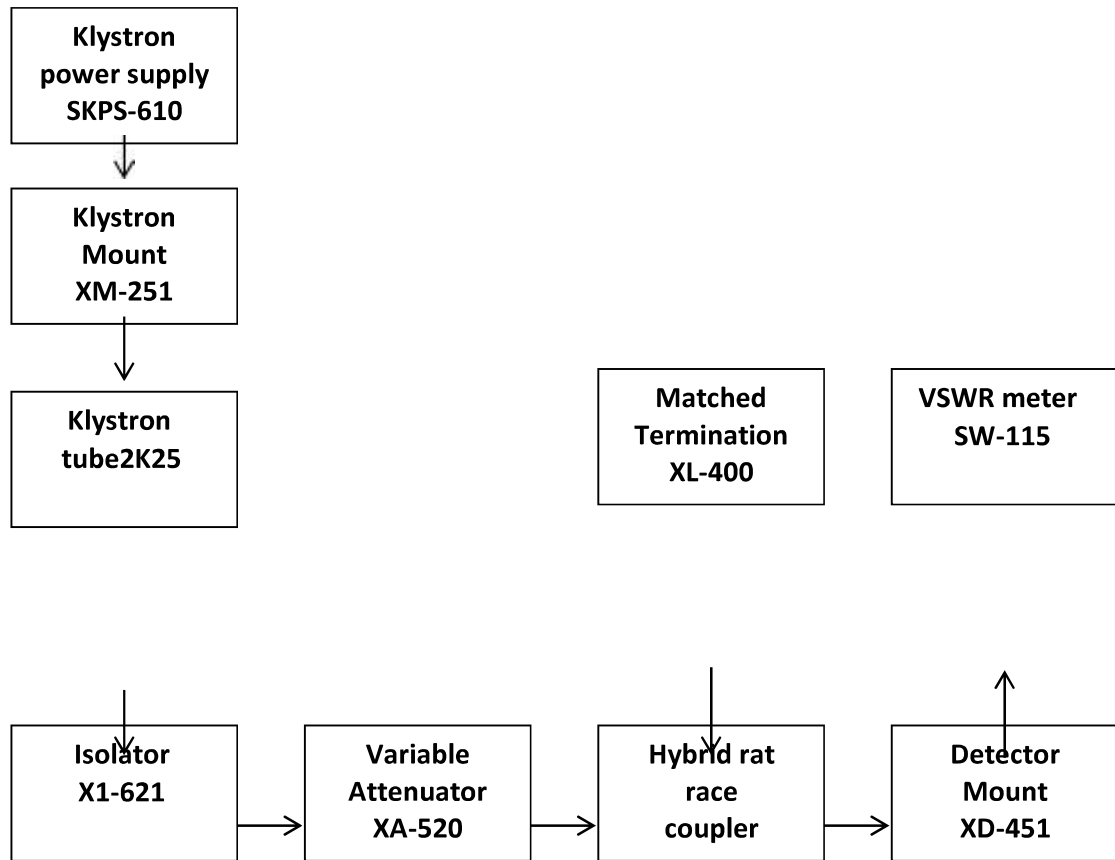 Klystron
power supply
SKPS-610
Klystron
Mount
XM-251
Klystron
tube2K25
Matched
Termination
XL-400
VSWR meter
SW-115
Isolator
X1-621
Variable
Attenuator
XA-520
Hybrid rat
race
coupler
Detector
Mount
XD-451